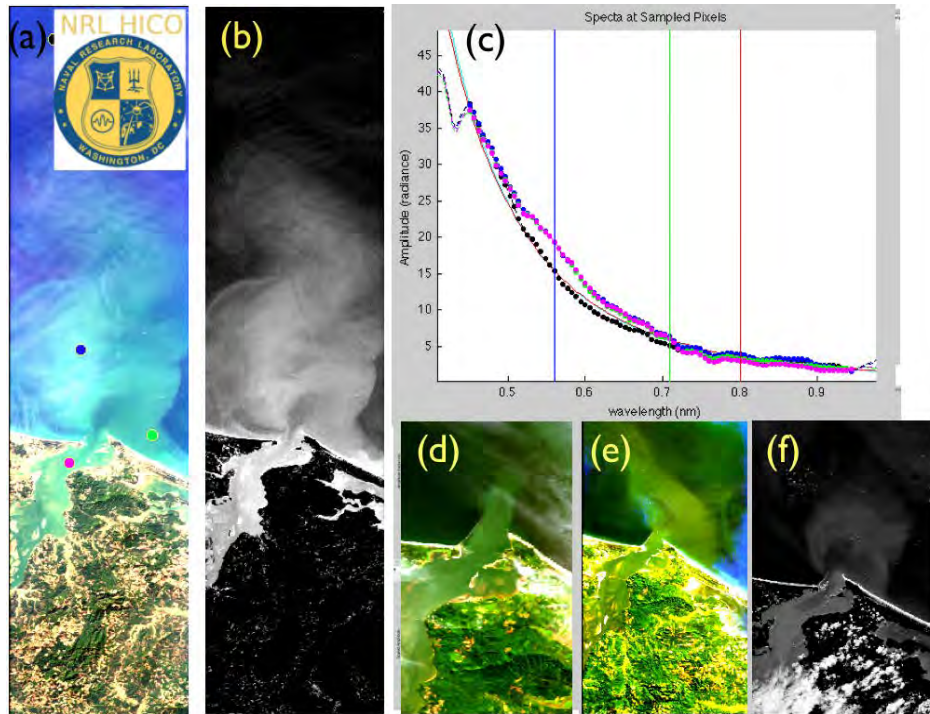 (a)
NRL HICO
NAVAL RESEARCH LABORATORY
WASHINGTON, DC
(b)
Specta at Sampled Pixels
(c)
45
40
35
30
25
20
15
10
5
Amplitude (radiance)
0.5
0.6
0.7
0.8
0.9
wavelength (nm)
(d)
(e)
(f)